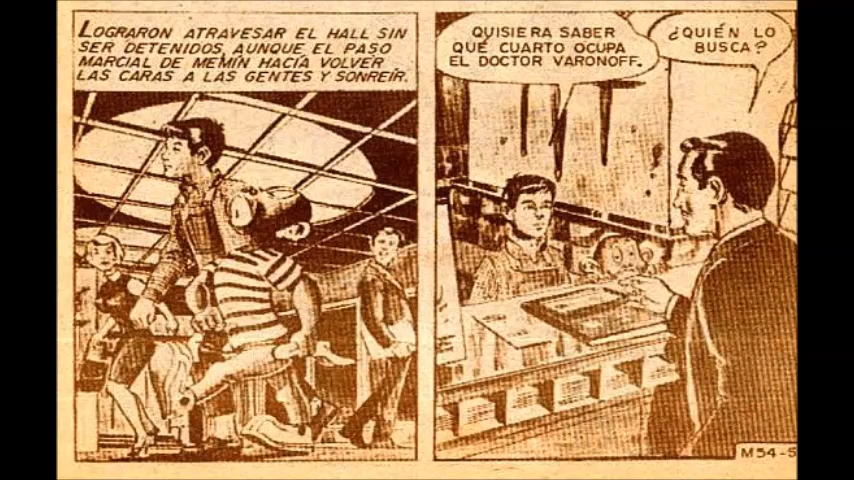 LOGRARON ATRAVESAR EL HALL SIN
SER DETENIDOS, AUNQUE EL PASO
MARCIAL DE MEMÍN HACIA VOLVER
LAS CARAS A LAS GENTES Y SONREÍR.
QUISIERA SABER
QUÉ CUARTO OCUPA
EL DOCTOR VARONOFF.
¿QUIÉN LO
BUSCA?
M54-5